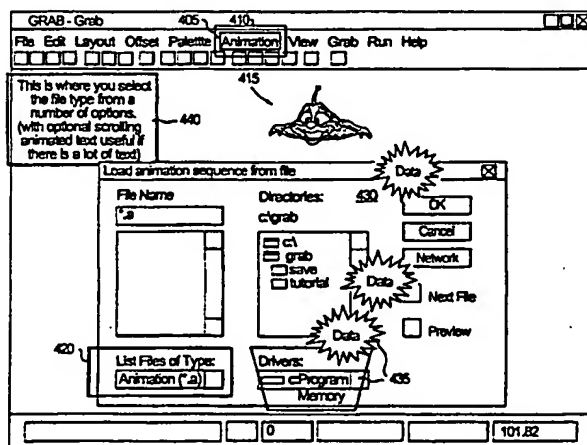 GRAB - Grab
405
410
File Edit Layout Offset Palettte Animation View Grab Run Help
415
This is where you select
the file type from a
number of options.
(with optional scrolling
animated text useful if
there is a lot of text)
440
Load animation sequence from file
Data
File Name
*.a
Directories:
430
c:\grab
OK
Cancel
Network
c:\
grab
save
tutorial
Data
Next File
Preview
Data
420
List Files of Type:
Animation (*.a)
Drivers:
c:Program
Memory
435
0
101.82